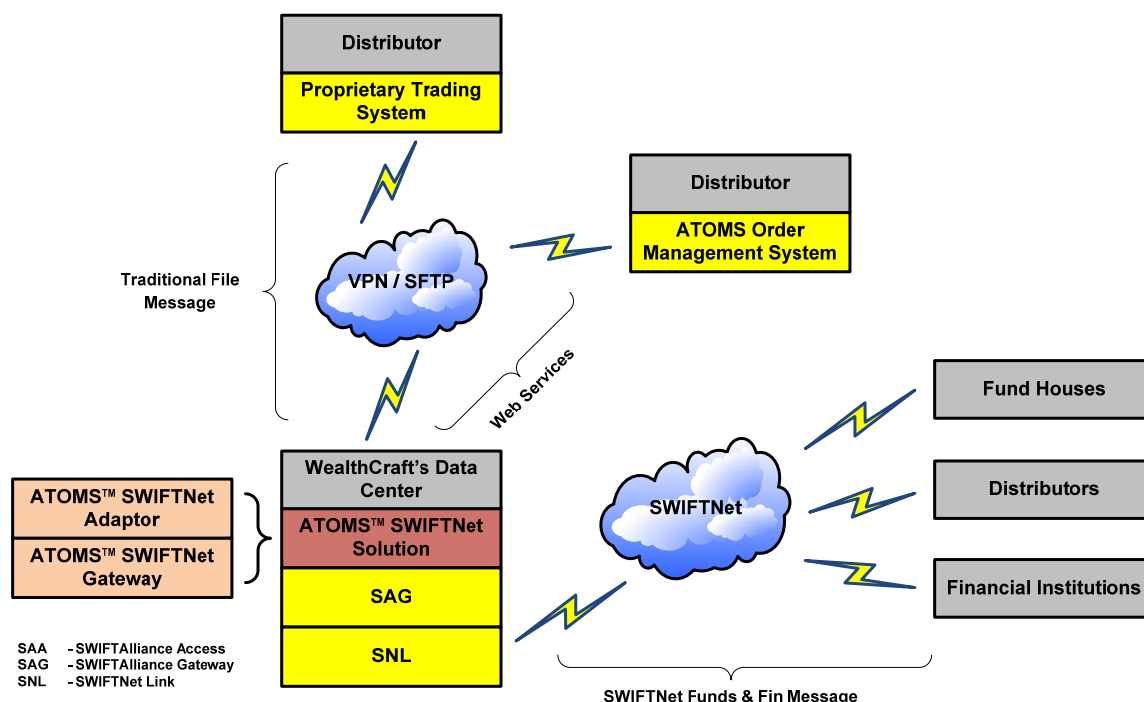 Distributor
Proprietary Trading
System
Distributor
ATOMS Order
Management System
VPN / SFTP
Traditional File
Message
Web Services
Fund Houses
WealthCraft's Data
Center
ATOMS™ SWIFTNet
Adaptor
ATOMS™ SWIFTNet
Gateway
ATOMS™ SWIFTNet
Solution
SAG
SNL
SWIFTNet
Distributors
Financial Institutions
SAA - SWIFTAlliance Access
SAG - SWIFTAlliance Gateway
SNL - SWIFTNet Link
SWIFTNet Funds & Fin Message